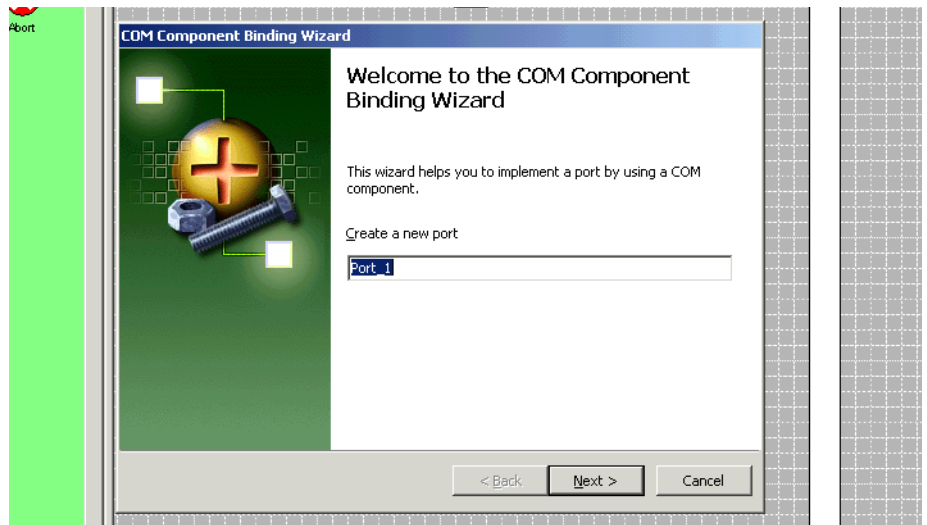 Abort
COM Component Binding Wizard
Welcome to the COM Component
Binding Wizard
This wizard helps you to implement a port by using a COM
component.
Create a new port
Port_1
< Back
Next >
Cancel